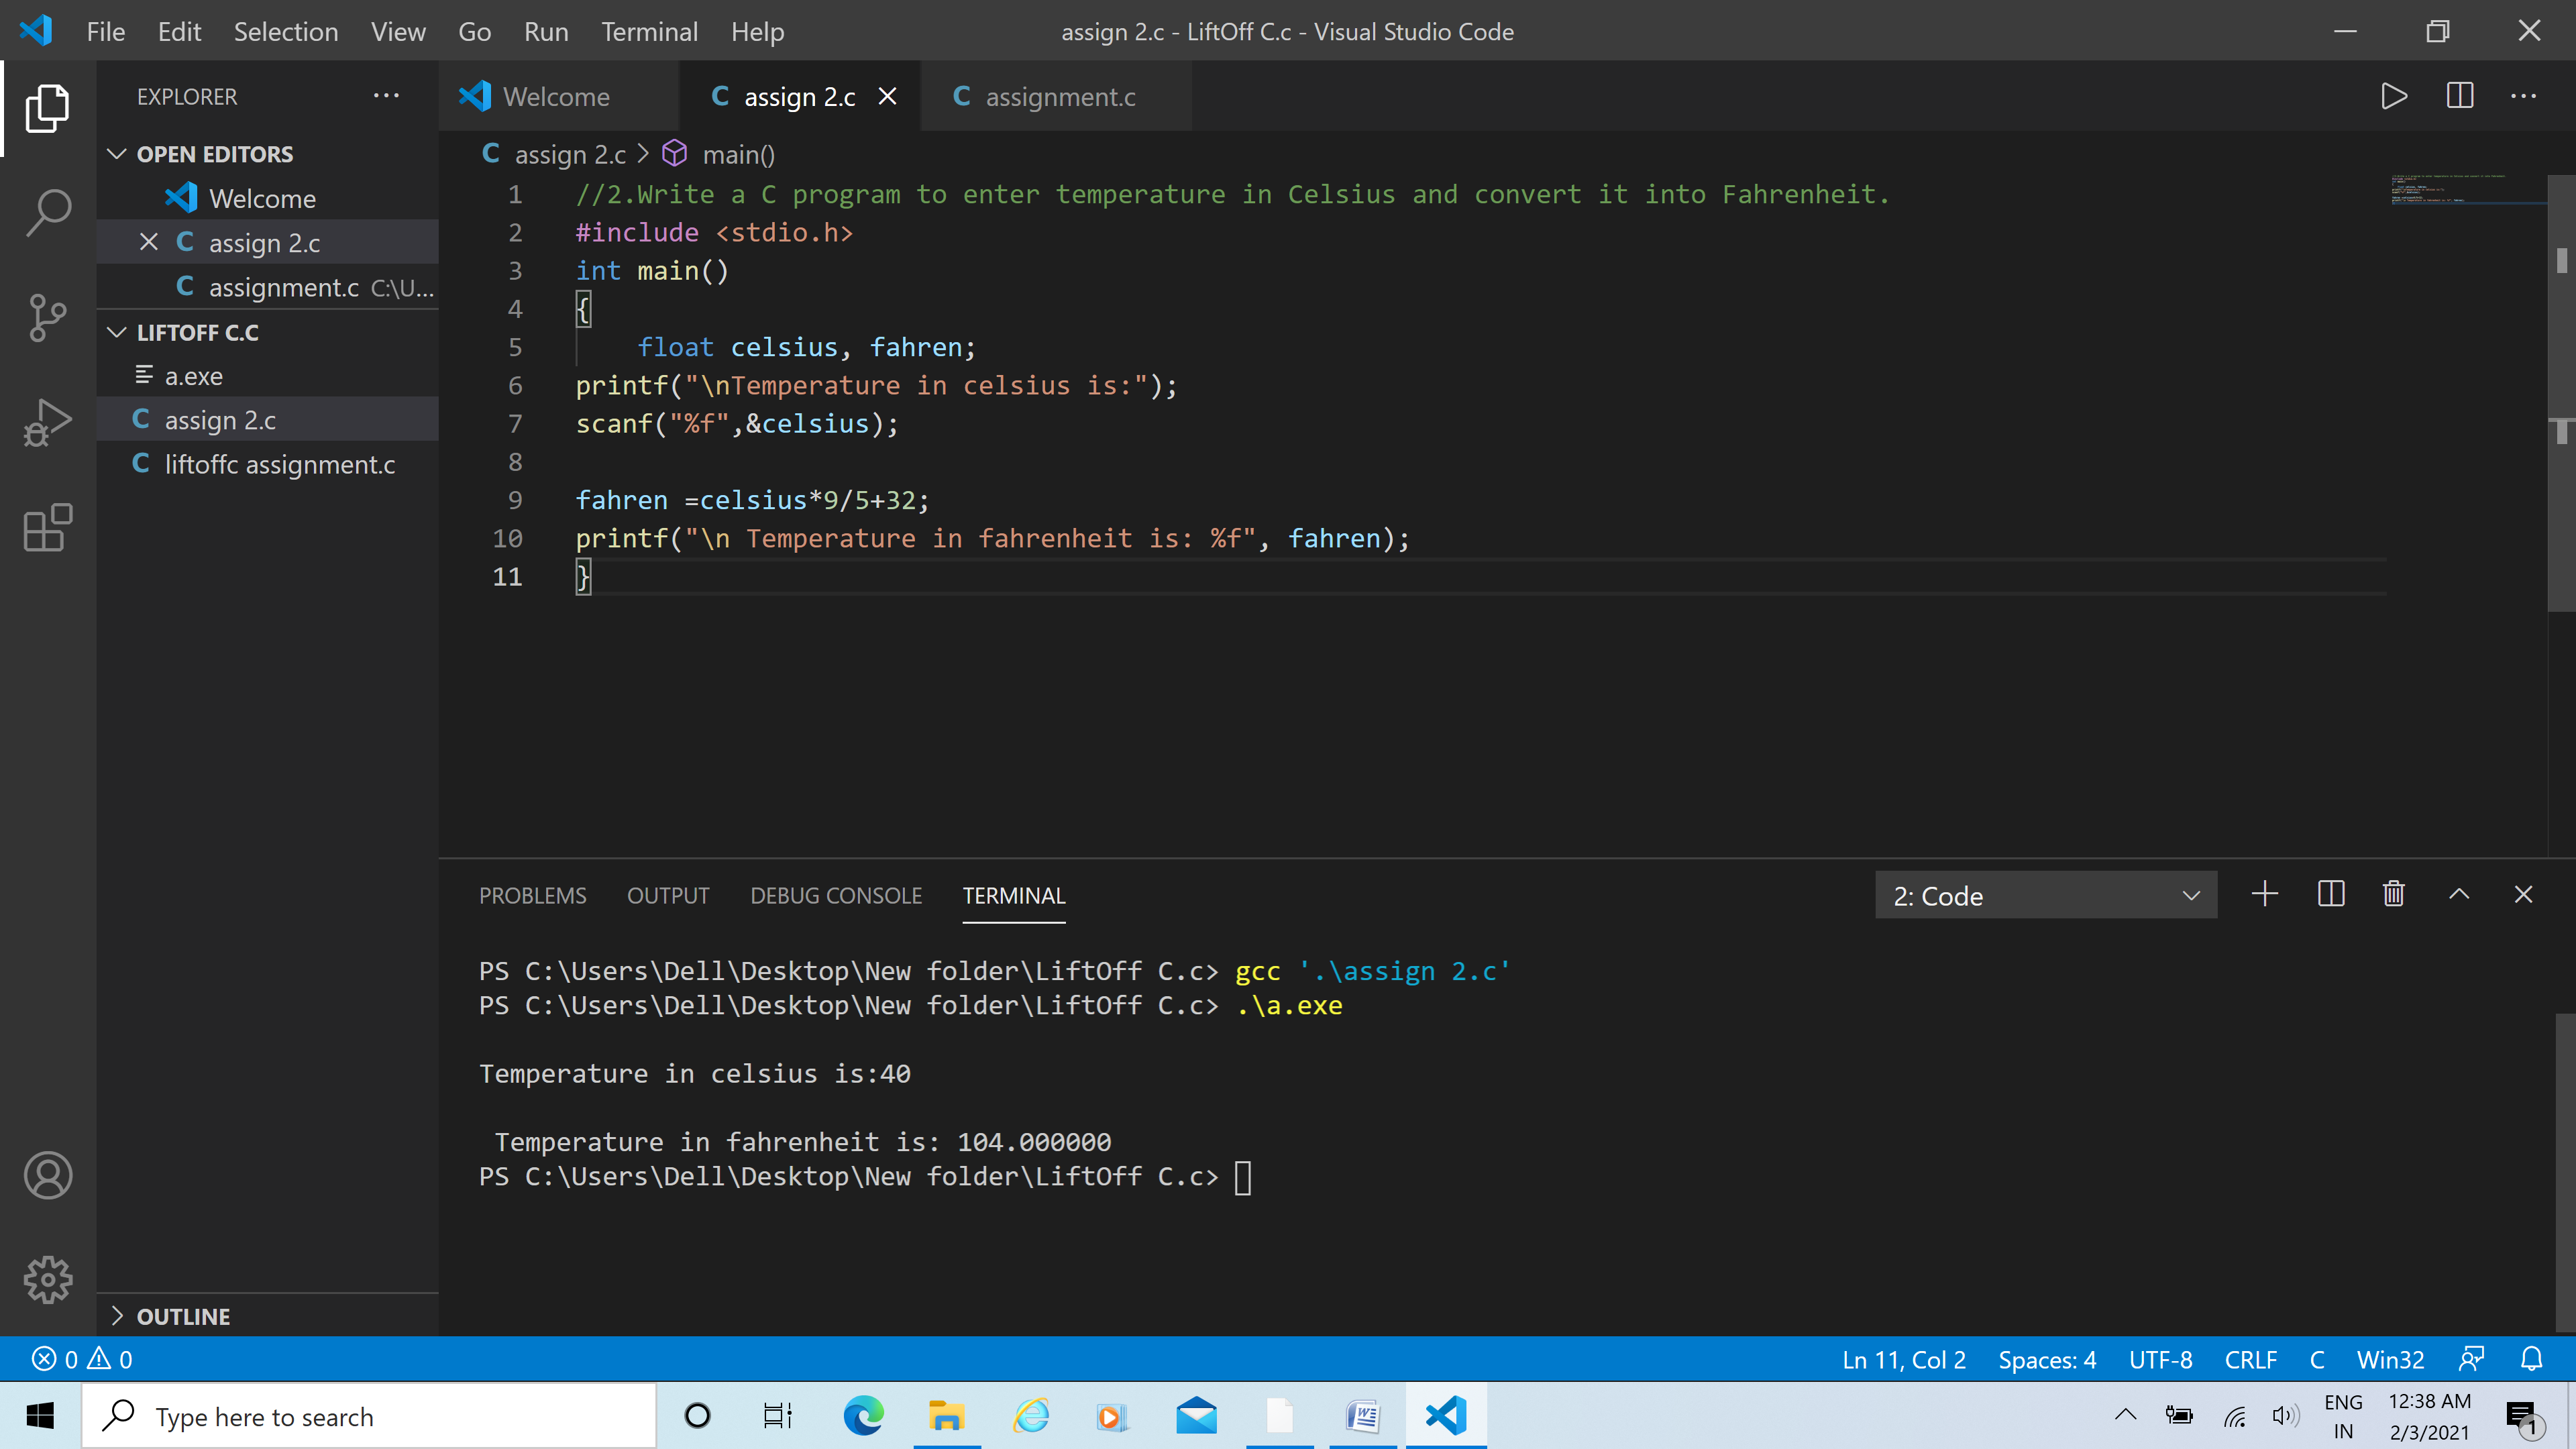 File Edit Selection View Go Run Terminal Help
assign 2.c - LiftOff C.c - Visual Studio Code
EXPLORER
OPEN EDITORS
Welcome
assign 2.c
assignment.c C:\U...
LIFTOFF C.C
a.exe
assign 2.c
liftoffc assignment.c
OUTLINE
Welcome
assign 2.c
assignment.c
assign 2.c > main()
1 //2.Write a C program to enter temperature in Celsius and convert it into Fahrenheit.
2 #include <stdio.h>
3 int main()
4 {
5     float celsius, fahren;
6 printf("\nTemperature in celsius is:");
7 scanf("%f",&celsius);
8
9 fahren =celsius*9/5+32;
10 printf("\n Temperature in fahrenheit is: %f", fahren);
11 }
PROBLEMS OUTPUT DEBUG CONSOLE TERMINAL
2: Code
PS C:\Users\Dell\Desktop\New folder\LiftOff C.c> gcc '.\assign 2.c'
PS C:\Users\Dell\Desktop\New folder\LiftOff C.c> .\a.exe
Temperature in celsius is:40
 Temperature in fahrenheit is: 104.000000
PS C:\Users\Dell\Desktop\New folder\LiftOff C.c>
0 0
Ln 11, Col 2 Spaces: 4 UTF-8 CRLF C Win32
Type here to search
ENG
IN
12:38 AM
2/3/2021
1